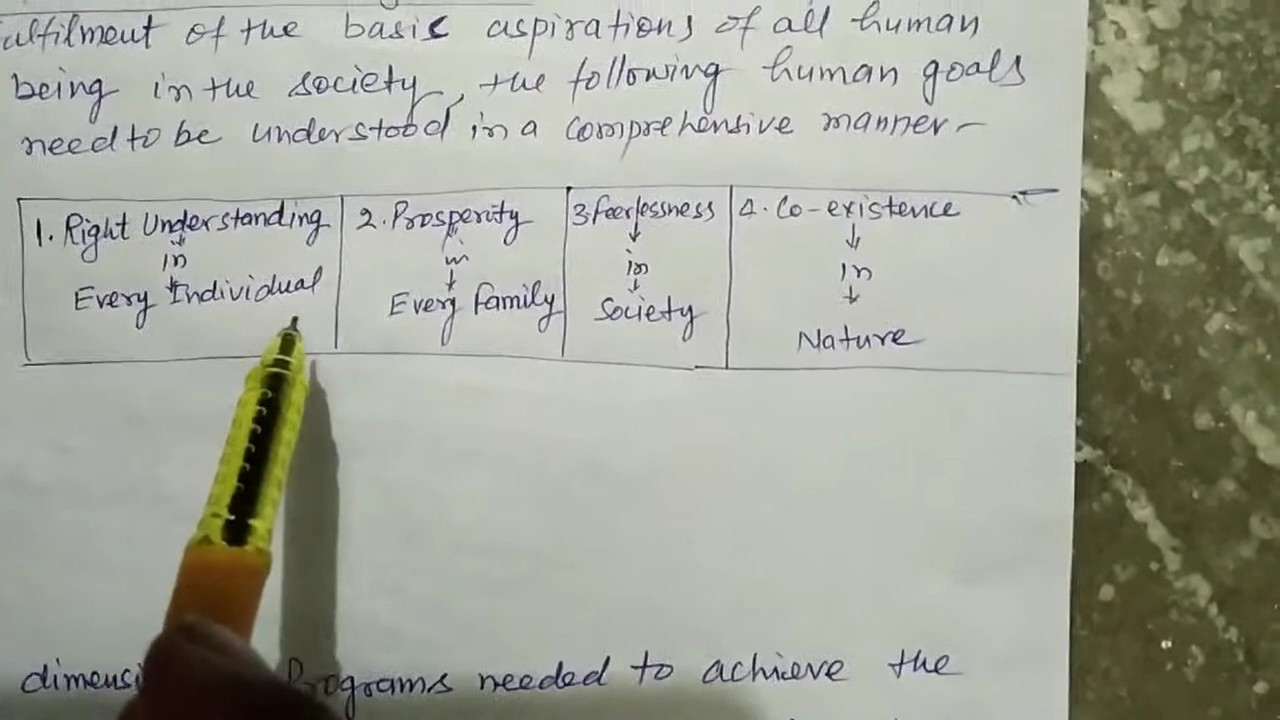 ulfilment of the basic aspirations of all human
being in the society, the following human goals
need to be understood in a comprehensive manner-
1. Right Understanding
in
Every Individual
2. Prosperity
in
Every Family
3. Fearlessness
in
Society
4. Co-existence
in
Nature
dimensi Programs needed to achieve the